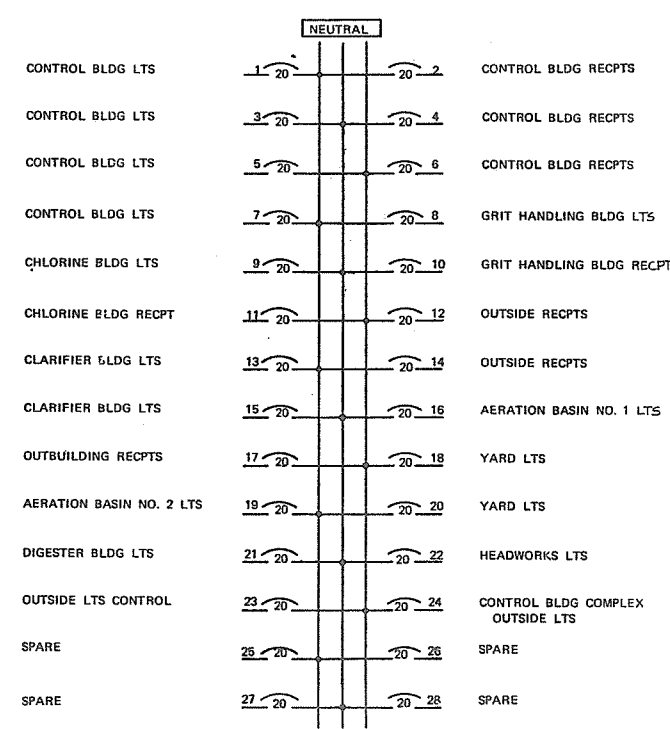 NEUTRAL
CONTROL BLDG LTS 1 20 20 2 CONTROL BLDG RECPTS
CONTROL BLDG LTS 3 20 20 4 CONTROL BLDG RECPTS
CONTROL BLDG LTS 5 20 20 6 CONTROL BLDG RECPTS
CONTROL BLDG LTS 7 20 20 8 GRIT HANDLING BLDG LTS
CHLORINE BLDG LTS 9 20 20 10 GRIT HANDLING BLDG RECPT
CHLORINE BLDG RECPT 11 20 20 12 OUTSIDE RECPTS
CLARIFIER BLDG LTS 13 20 20 14 OUTSIDE RECPTS
CLARIFIER BLDG LTS 15 20 20 16 AERATION BASIN NO. 1 LTS
OUTBUILDING RECPTS 17 20 20 18 YARD LTS
AERATION BASIN NO. 2 LTS 19 20 20 20 YARD LTS
DIGESTER BLDG LTS 21 20 20 22 HEADWORKS LTS
OUTSIDE LTS CONTROL 23 20 20 24 CONTROL BLDG COMPLEX
OUTSIDE LTS
SPARE 25 20 20 26 SPARE
SPARE 27 20 20 28 SPARE